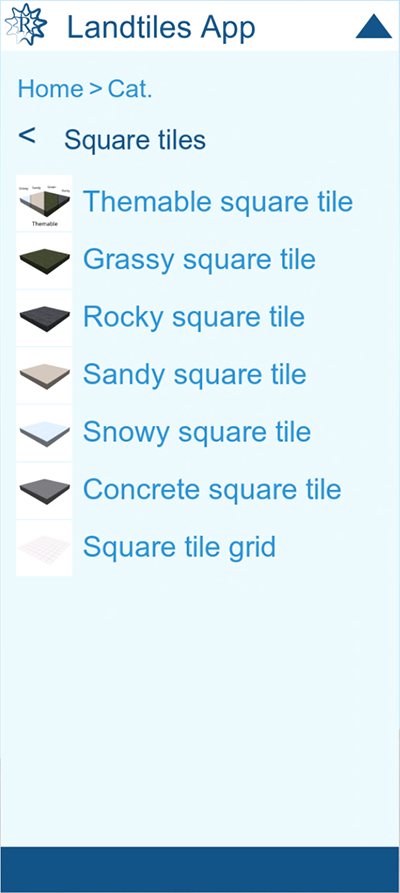 R Landtiles App
Home > Cat.
< Square tiles
Themable
Themable square tile
Grassy square tile
Rocky square tile
Sandy square tile
Snowy square tile
Concrete square tile
Square tile grid